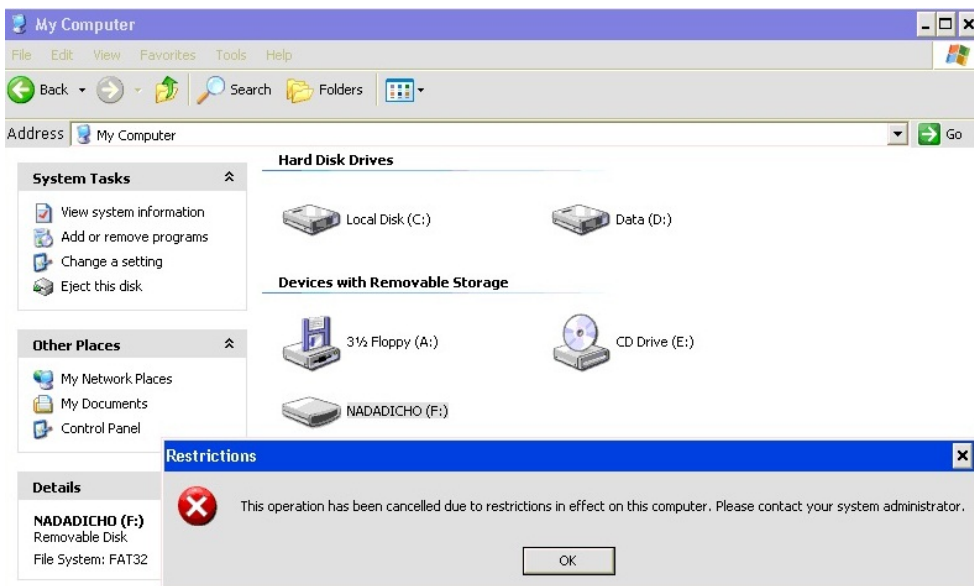 My Computer
File Edit View Favorites Tools Help
Back Search Folders
Address My Computer Go
System Tasks
View system information
Add or remove programs
Change a setting
Eject this disk
Other Places
My Network Places
My Documents
Control Panel
Details
NADADICHO (F:)
Removable Disk
File System: FAT32
Hard Disk Drives
Local Disk (C:)
Data (D:)
Devices with Removable Storage
3½ Floppy (A:)
CD Drive (E:)
NADADICHO (F:)
Restrictions
This operation has been cancelled due to restrictions in effect on this computer. Please contact your system administrator.
OK